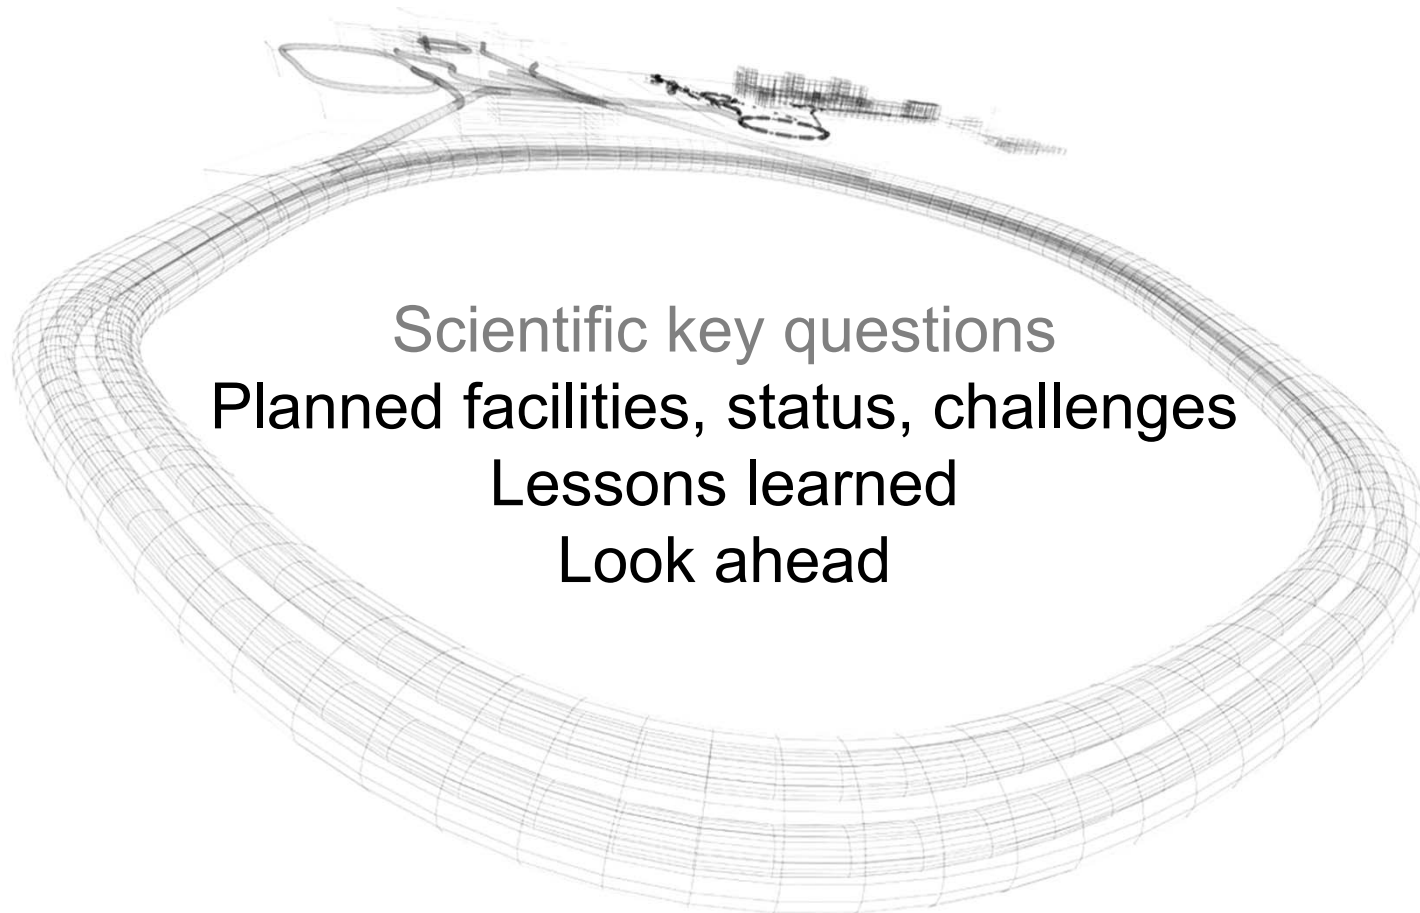 Scientific key questions
Planned facilities, status, challenges
Lessons learned
Look ahead